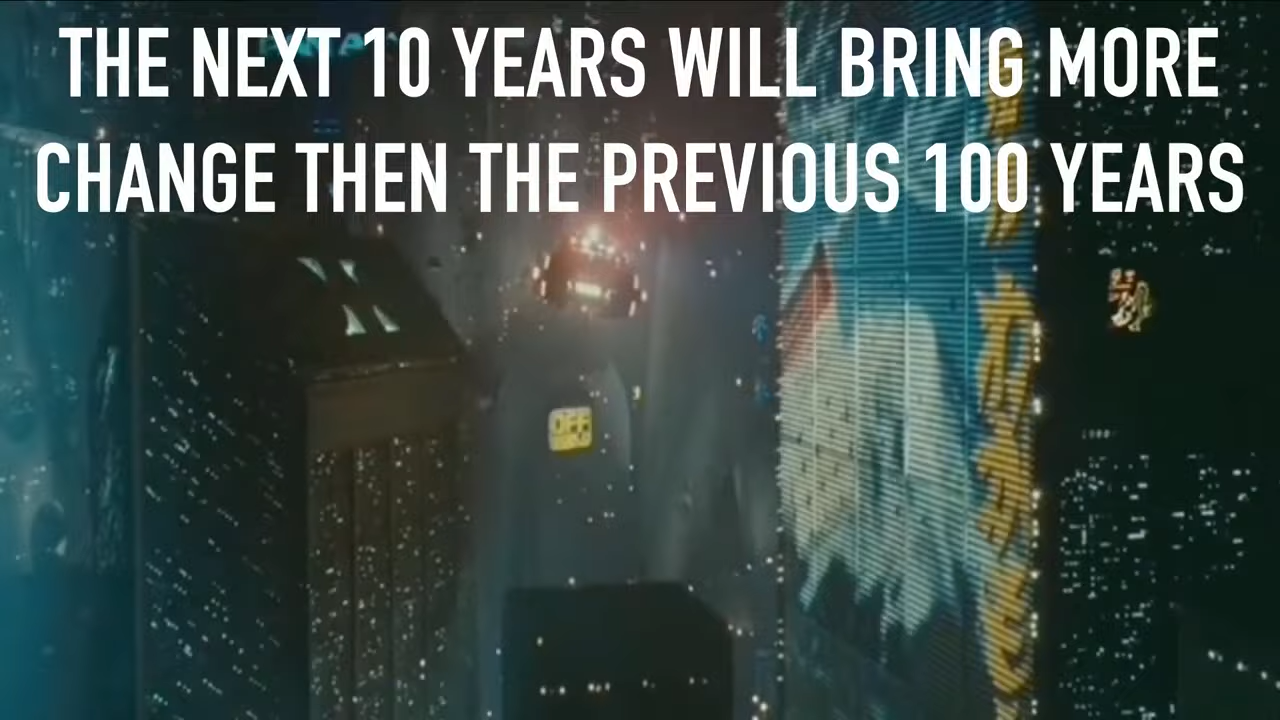 THE NEXT 10 YEARS WILL BRING MORE
CHANGE THEN THE PREVIOUS 100 YEARS